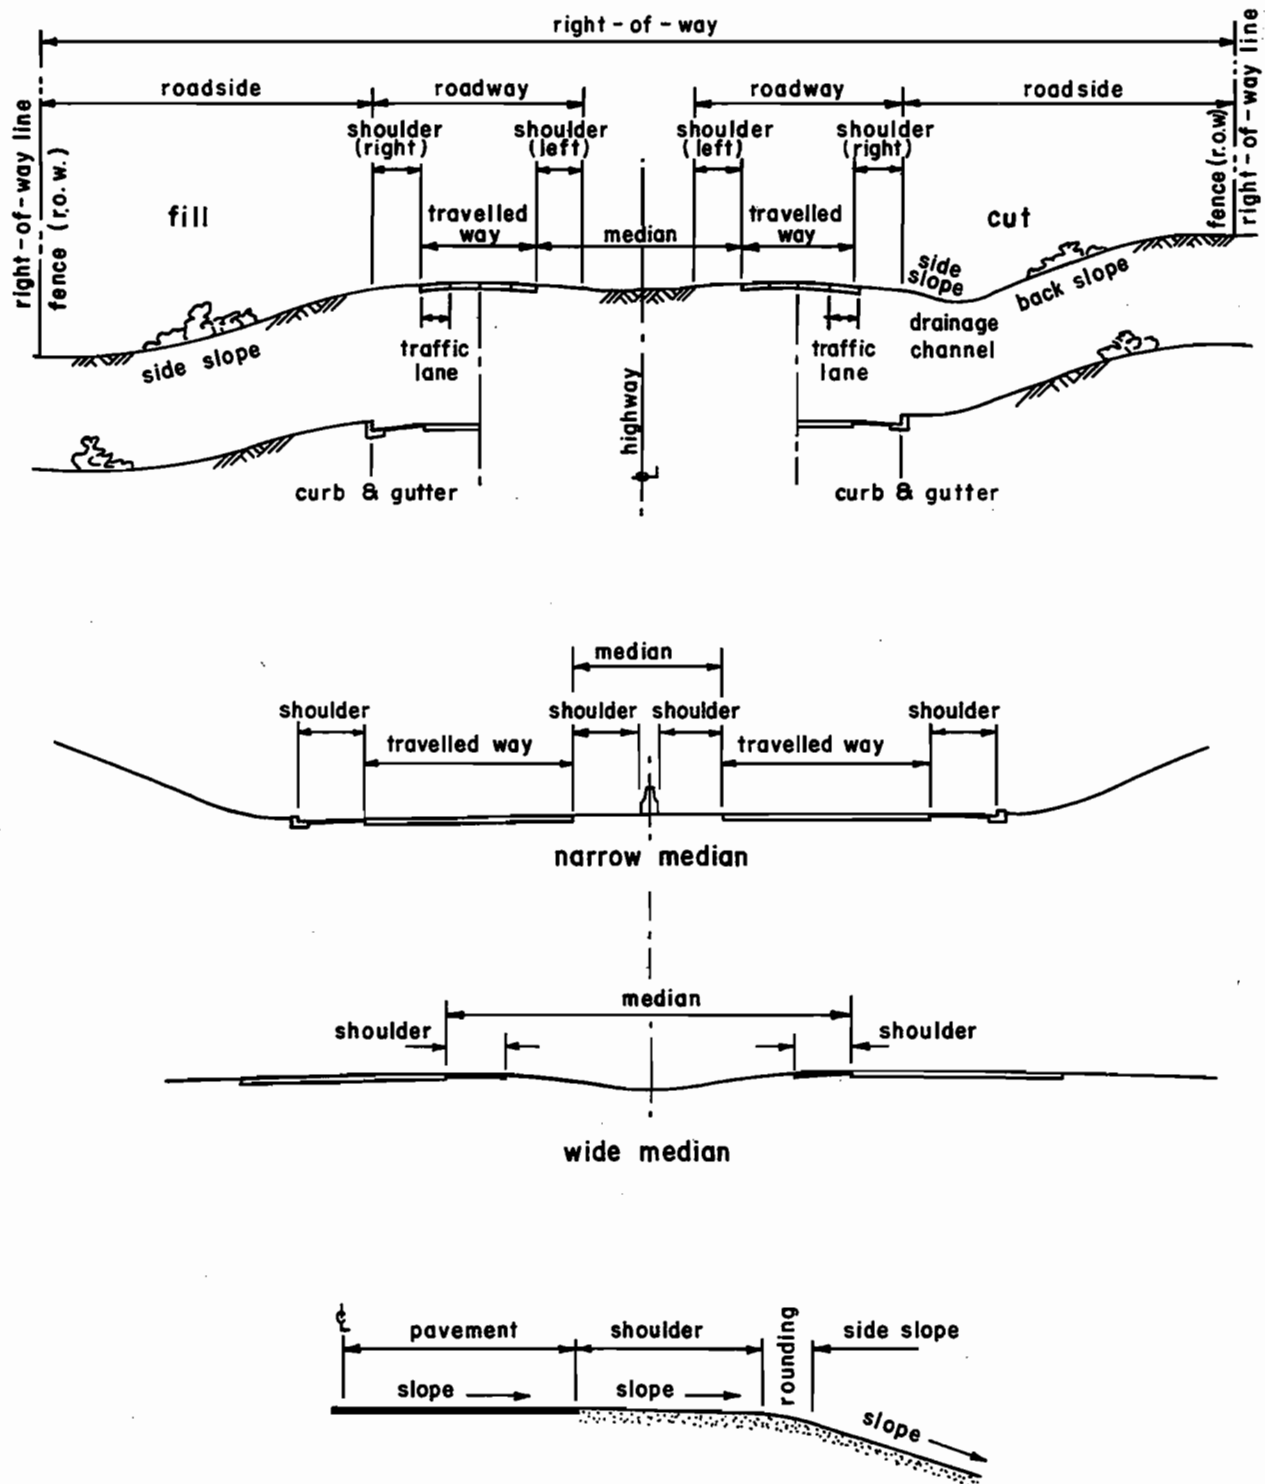 right-of-way
roadside
roadway
roadway
roadside
right-of-way line
fence (r.o.w.)
shoulder
(right)
shoulder
(left)
shoulder
(left)
shoulder
(right)
fence (r.o.w)
right-of-way line
fill
travelled
way
median
travelled
way
cut
side
slope
back slope
side slope
traffic
lane
traffic
lane
drainage
channel
highway
℄
curb & gutter
curb & gutter
median
shoulder
shoulder
shoulder
shoulder
travelled way
travelled way
narrow median
median
shoulder
shoulder
wide median
℄
pavement
shoulder
rounding
side slope
slope
slope
slope